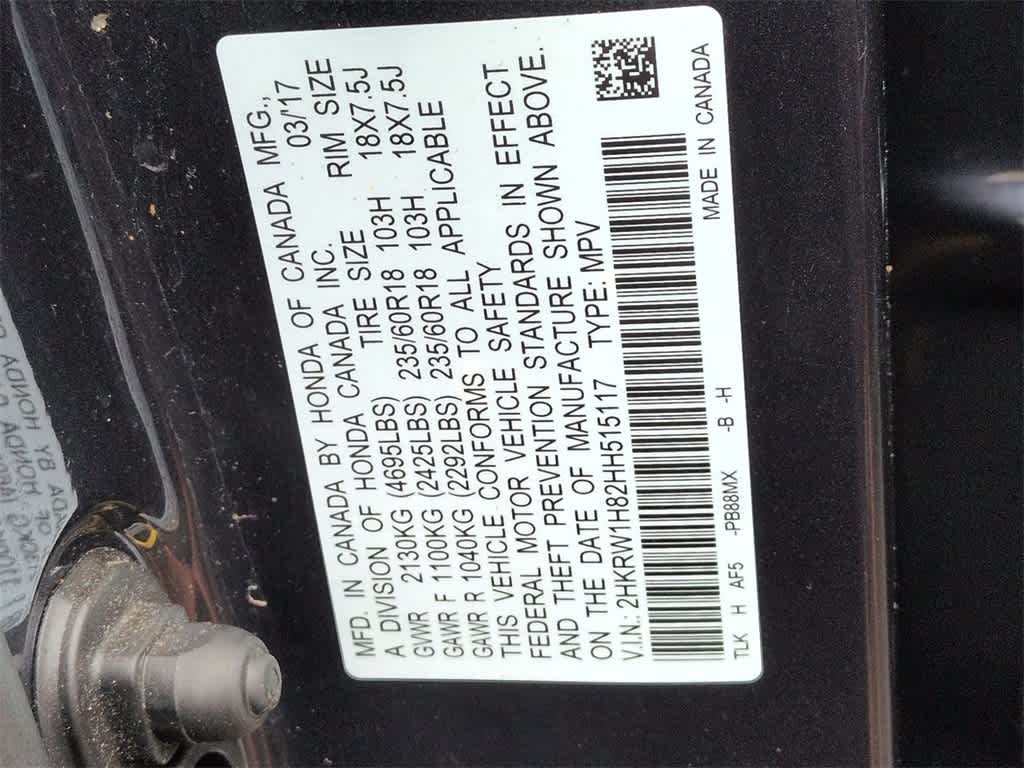 MFD. IN CANADA BY HONDA OF CANADA MFG.,
A DIVISION OF HONDA CANADA INC. 03/'17
GVWR 2130KG (4695LBS) TIRE SIZE RIM SIZE
GAWR F 1100KG (2425LBS) 235/60R18 103H 18X7.5J
GAWR R 1040KG (2292LBS) 235/60R18 103H 18X7.5J
THIS VEHICLE CONFORMS TO ALL APPLICABLE
FEDERAL MOTOR VEHICLE SAFETY
AND THEFT PREVENTION STANDARDS IN EFFECT
ON THE DATE OF MANUFACTURE SHOWN ABOVE.
V.I.N.: 2HKRW1H82HH515117 TYPE: MPV
TLK H AF5 -PB88MX -B -H
MADE IN CANADA